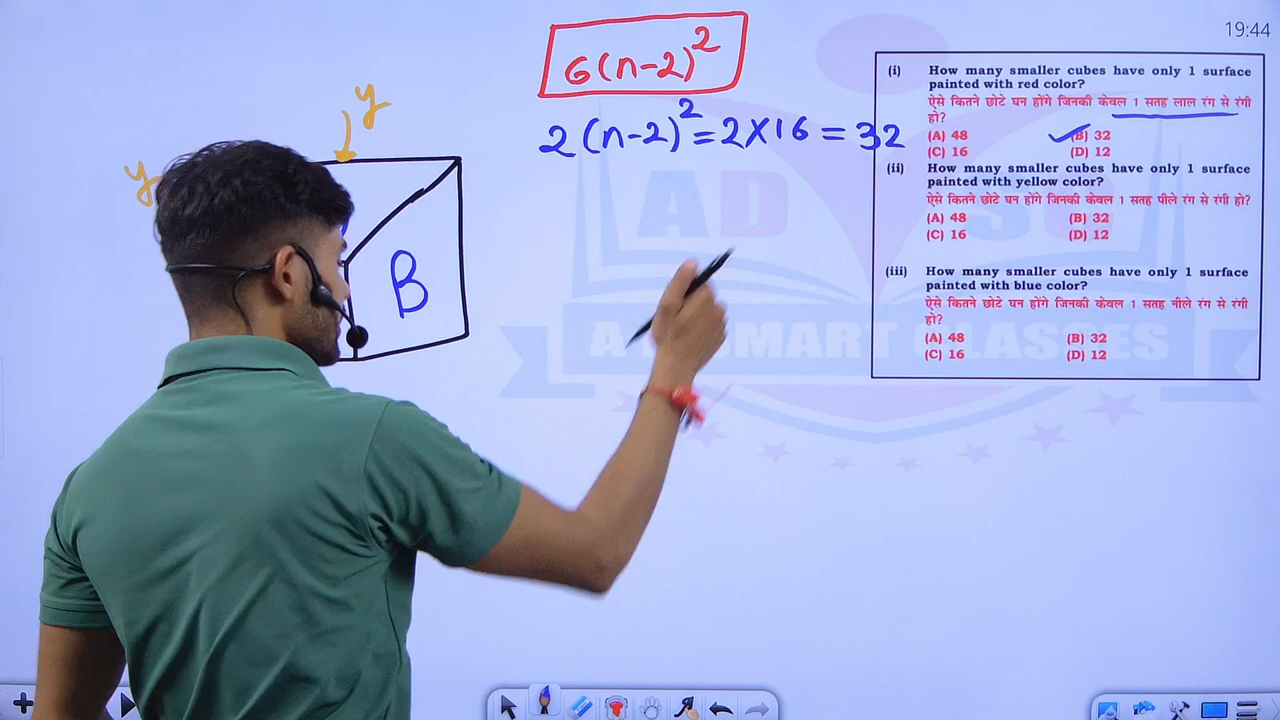 19:44
6(n-2)²
2(n-2)²=2×16=32
y
y
B
(i) How many smaller cubes have only 1 surface
painted with red color?
ऐसे कितने छोटे घन होंगे जिनकी केवल 1 सतह लाल रंग से रंगी
हो?
(A) 48 (B) 32
(C) 16 (D) 12
(ii) How many smaller cubes have only 1 surface
painted with yellow color?
ऐसे कितने छोटे घन होंगे जिनकी केवल 1 सतह पीले रंग से रंगी हो?
(A) 48 (B) 32
(C) 16 (D) 12
(iii) How many smaller cubes have only 1 surface
painted with blue color?
ऐसे कितने छोटे घन होंगे जिनकी केवल 1 सतह नीले रंग से रंगी
हो?
(A) 48 (B) 32
(C) 16 (D) 12